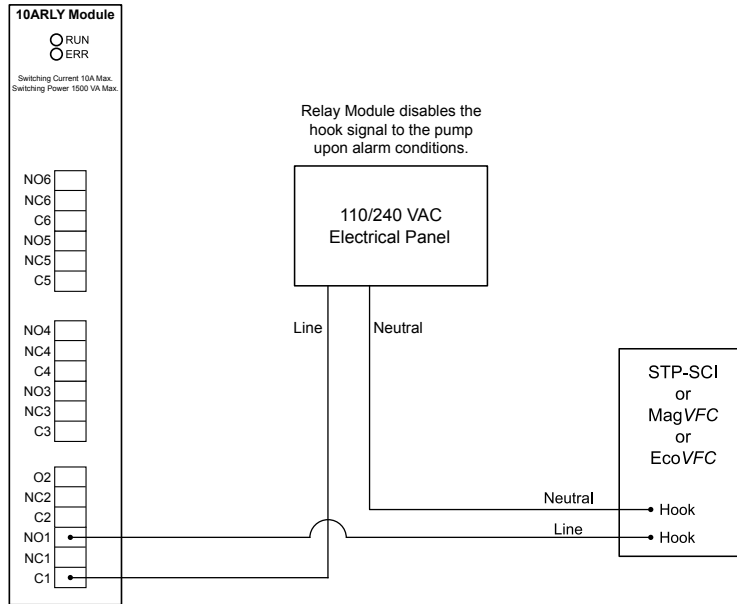 10ARLY Module
RUN
ERR
Switching Current 10A Max.
Switching Power 1500 VA Max.
NO6
NC6
C6
NO5
NC5
C5
NO4
NC4
C4
NO3
NC3
C3
O2
NC2
C2
NO1
NC1
C1
Relay Module disables the
hook signal to the pump
upon alarm conditions.
110/240 VAC
Electrical Panel
Line
Neutral
STP-SCI
or
MagVFC
or
EcoVFC
Neutral
Hook
Line
Hook